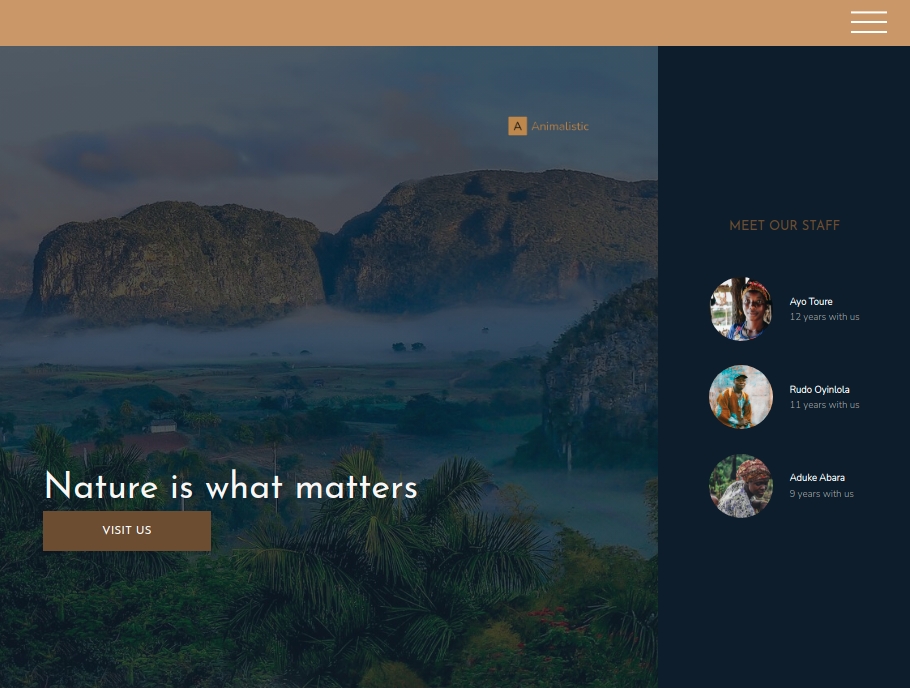 A Animalistic
MEET OUR STAFF
Ayo Toure
12 years with us
Rudo Oyinlola
11 years with us
Aduke Abara
9 years with us
Nature is what matters
VISIT US